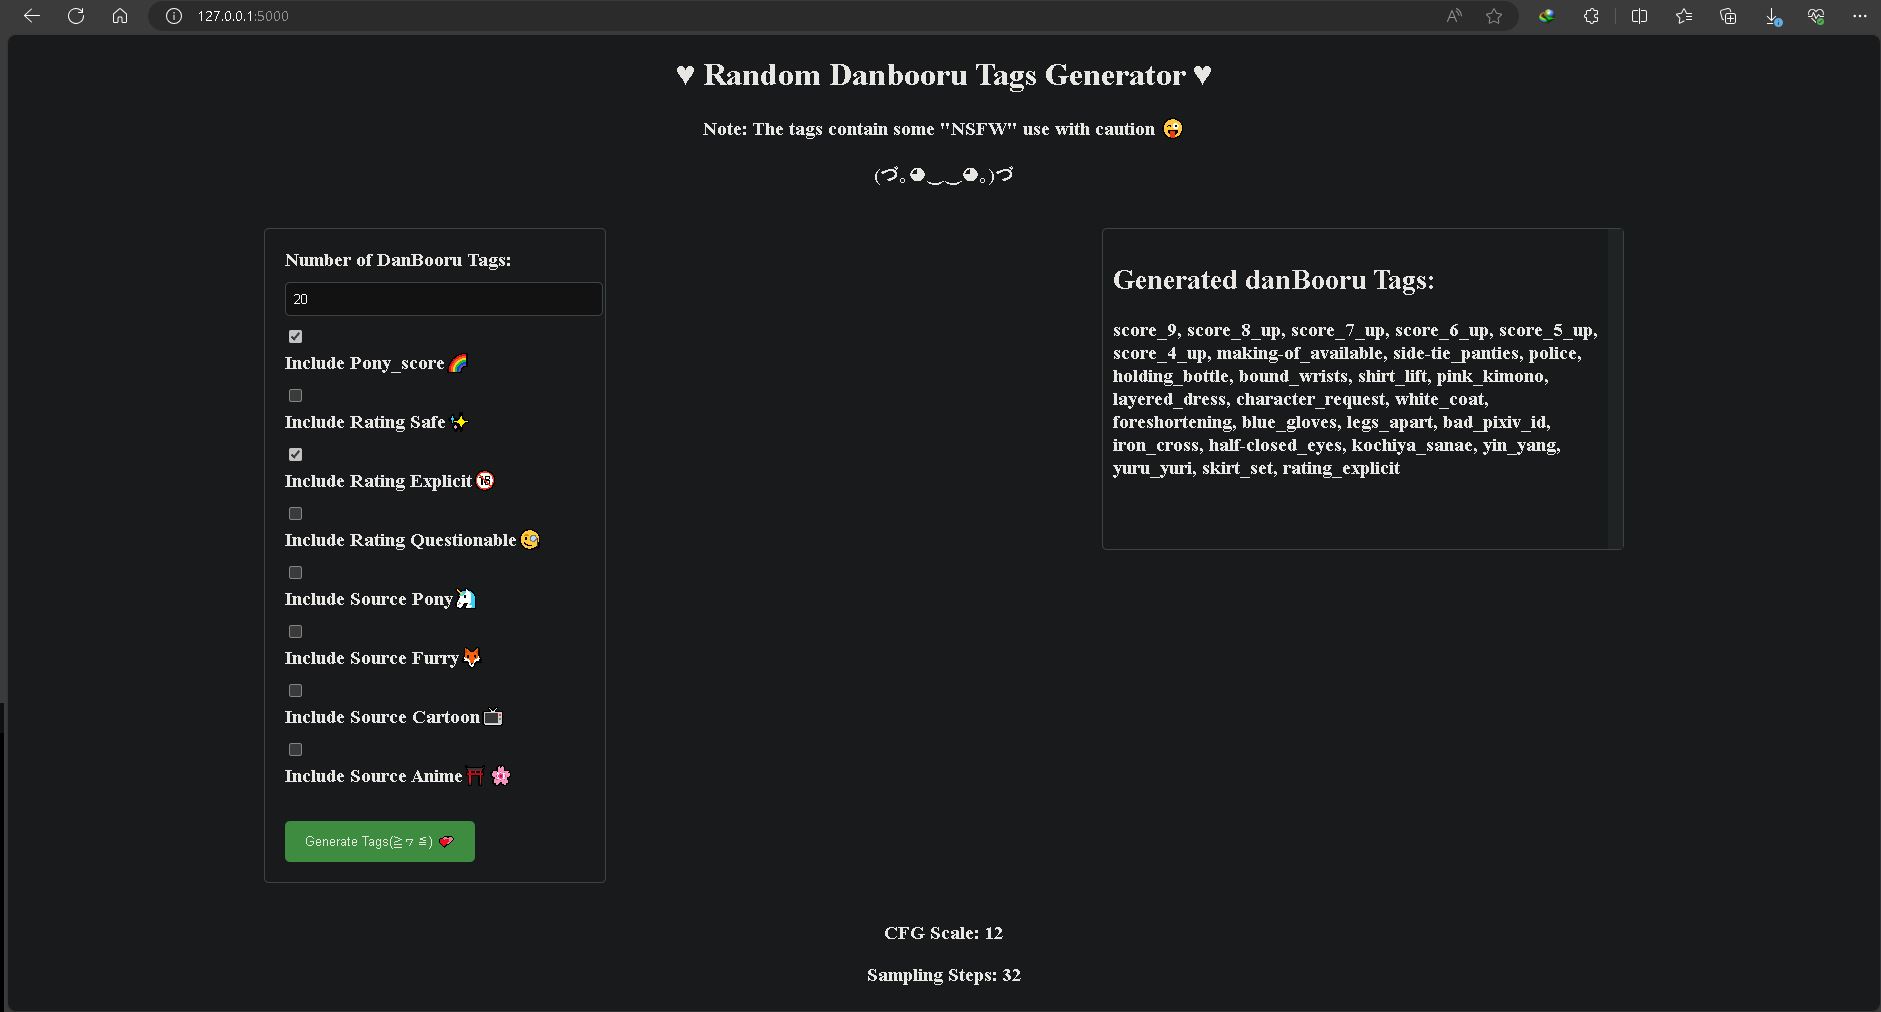 127.0.0.1:5000
♥ Random Danbooru Tags Generator ♥
Note: The tags contain some "NSFW" use with caution 😜
(づ｡◕‿‿◕｡)づ
Number of DanBooru Tags:
20
Include Pony_score 🌈
Include Rating Safe ✨
Include Rating Explicit 🔞
Include Rating Questionable 🧐
Include Source Pony 🦄
Include Source Furry 🦊
Include Source Cartoon 📺
Include Source Anime ⛩️ 🌸
Generate Tags(≧ヮ≦) 💕
Generated danBooru Tags:
score_9, score_8_up, score_7_up, score_6_up, score_5_up,
score_4_up, making-of_available, side-tie_panties, police,
holding_bottle, bound_wrists, shirt_lift, pink_kimono,
layered_dress, character_request, white_coat,
foreshortening, blue_gloves, legs_apart, bad_pixiv_id,
iron_cross, half-closed_eyes, kochiya_sanae, yin_yang,
yuru_yuri, skirt_set, rating_explicit
CFG Scale: 12
Sampling Steps: 32